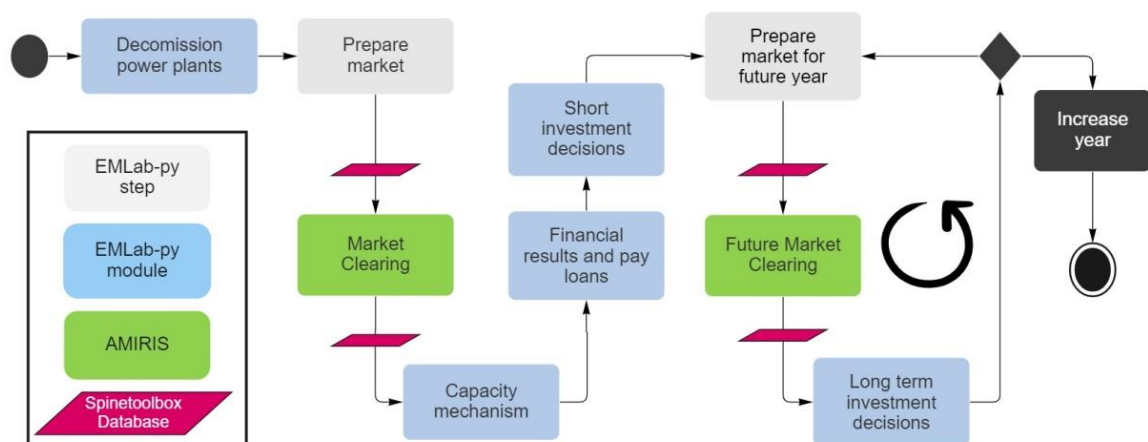 Decomission
power plants
Prepare
market
Prepare
market for
future year
Short
investment
decisions
Increase
year
EMLab-py
step
EMLab-py
module
AMIRIS
Spinetoolbox
Database
Market
Clearing
Financial
results and pay
loans
Future Market
Clearing
Capacity
mechanism
Long term
investment
decisions